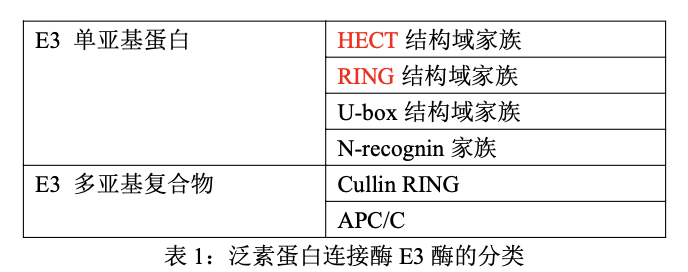 E3 单亚基蛋白
HECT 结构域家族
RING 结构域家族
U-box 结构域家族
N-recognin 家族
E3 多亚基复合物
Cullin RING
APC/C
表 1：泛素蛋白连接酶 E3 酶的分类